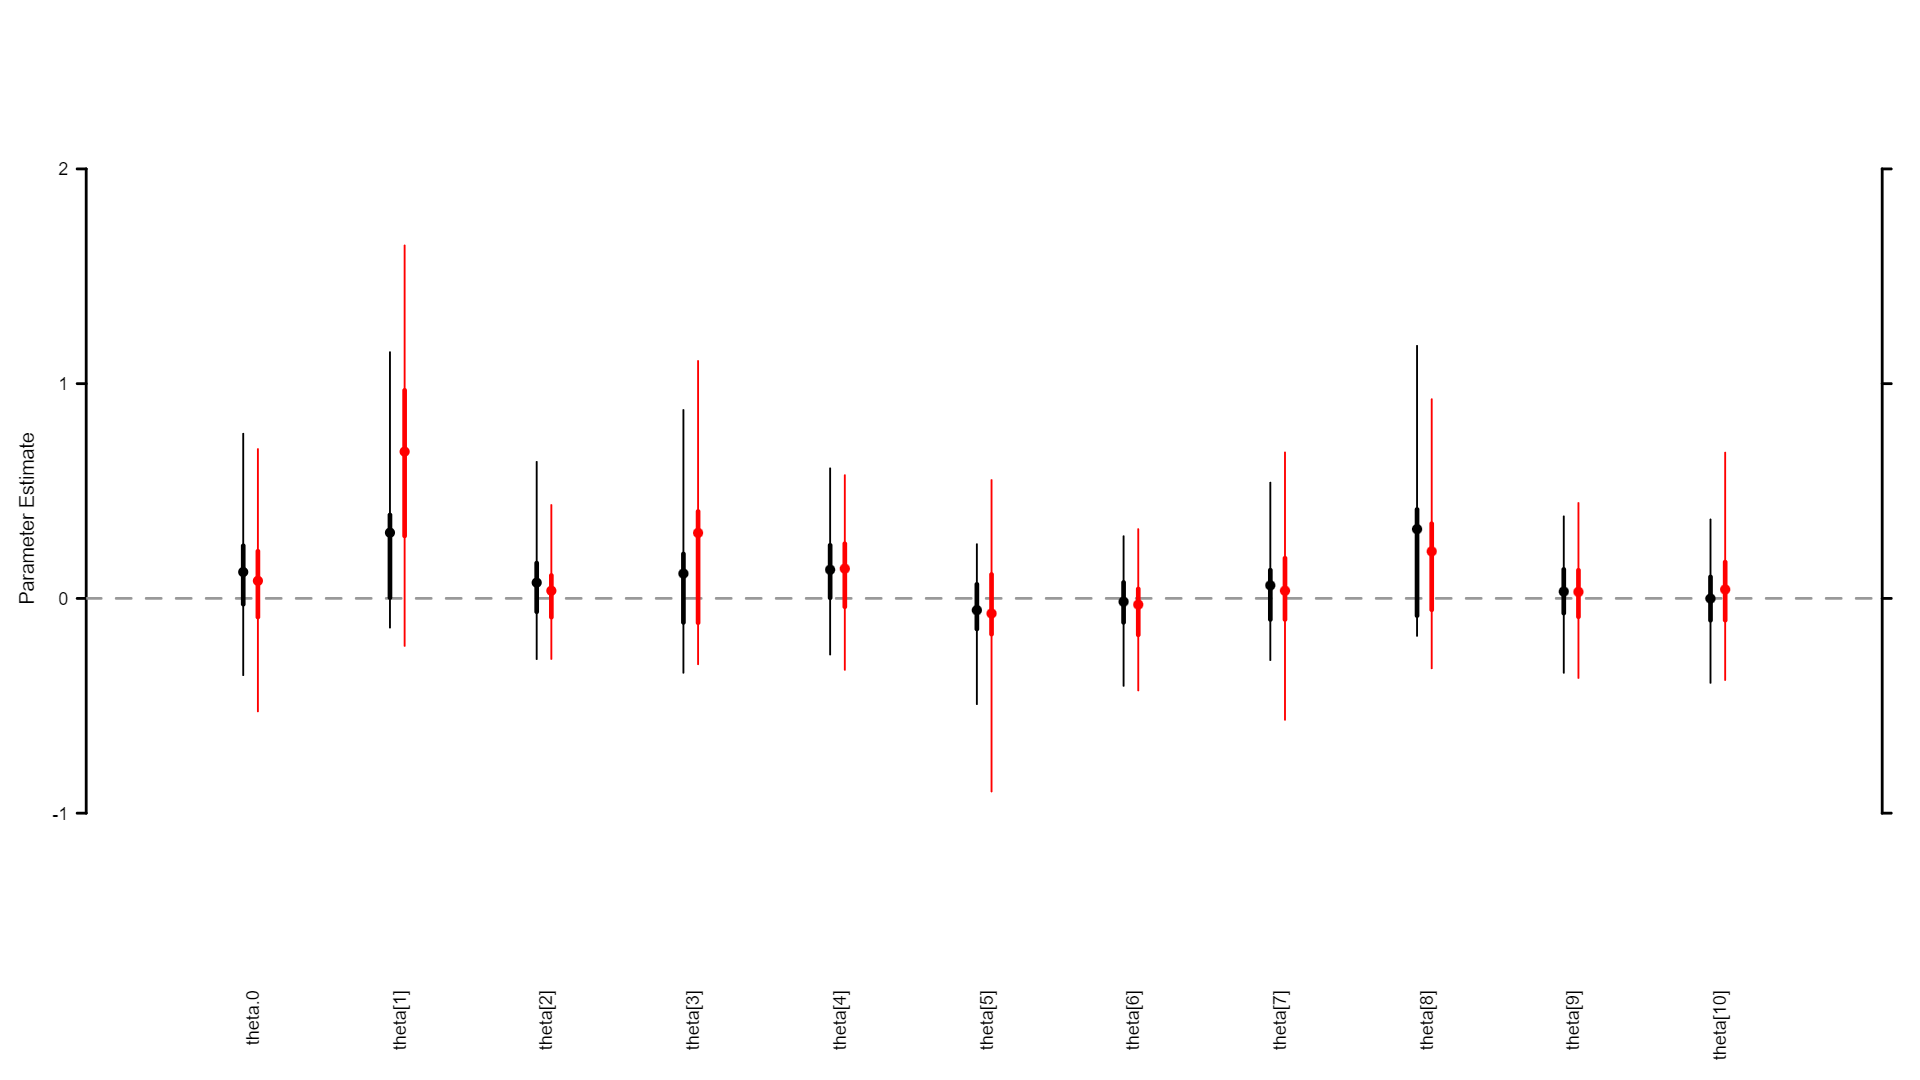 Parameter Estimate
2
1
0
-1
theta.0
theta[1]
theta[2]
theta[3]
theta[4]
theta[5]
theta[6]
theta[7]
theta[8]
theta[9]
theta[10]